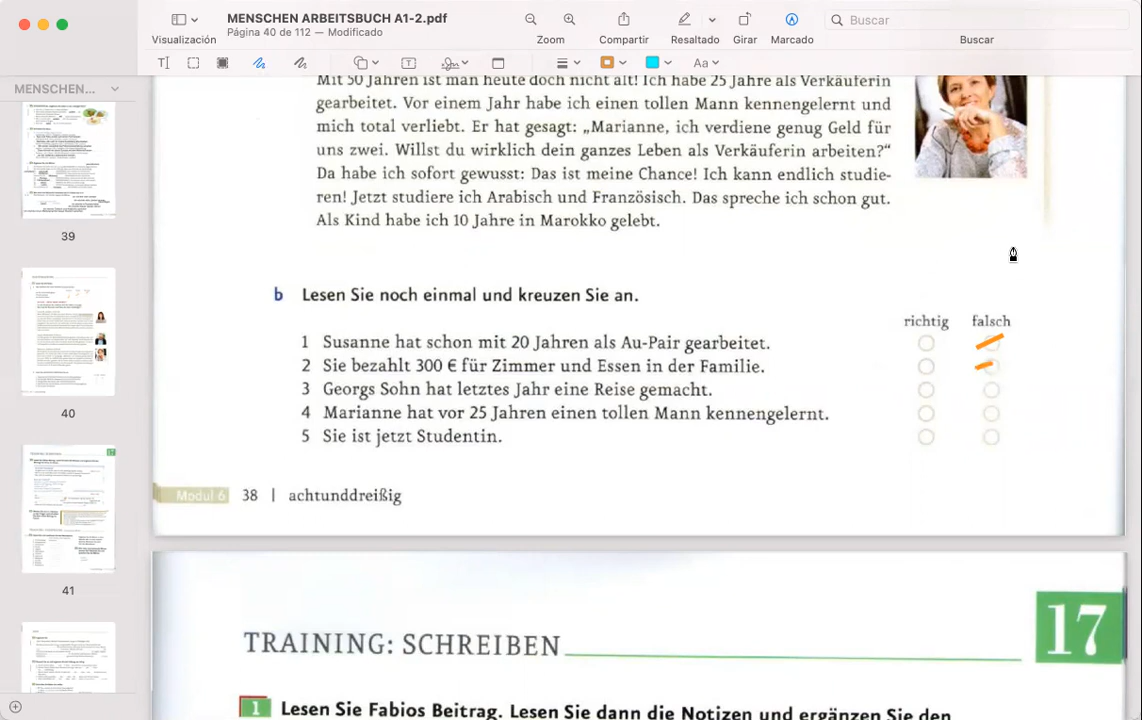 MENSCHEN ARBEITSBUCH A1-2.pdf
Página 40 de 112 — Modificado
Visualización
Zoom
Compartir
Resaltado
Girar
Marcado
Buscar
Buscar
Aa
MENSCHEN...
39
40
41
Mit 50 Jahren ist man heute doch nicht alt! Ich habe 25 Jahre als Verkäuferin
gearbeitet. Vor einem Jahr habe ich einen tollen Mann kennengelernt und
mich total verliebt. Er hat gesagt: „Marianne, ich verdiene genug Geld für
uns zwei. Willst du wirklich dein ganzes Leben als Verkäuferin arbeiten?“
Da habe ich sofort gewusst: Das ist meine Chance! Ich kann endlich studie-
ren! Jetzt studiere ich Arabisch und Französisch. Das spreche ich schon gut.
Als Kind habe ich 10 Jahre in Marokko gelebt.
b Lesen Sie noch einmal und kreuzen Sie an.
richtig falsch
1 Susanne hat schon mit 20 Jahren als Au-Pair gearbeitet.
2 Sie bezahlt 300 € für Zimmer und Essen in der Familie.
3 Georgs Sohn hat letztes Jahr eine Reise gemacht.
4 Marianne hat vor 25 Jahren einen tollen Mann kennengelernt.
5 Sie ist jetzt Studentin.
Modul 6 38 | achtunddreißig
TRAINING: SCHREIBEN
17
1 Lesen Sie Fabios Beitrag. Lesen Sie dann die Notizen und ergänzen Sie den